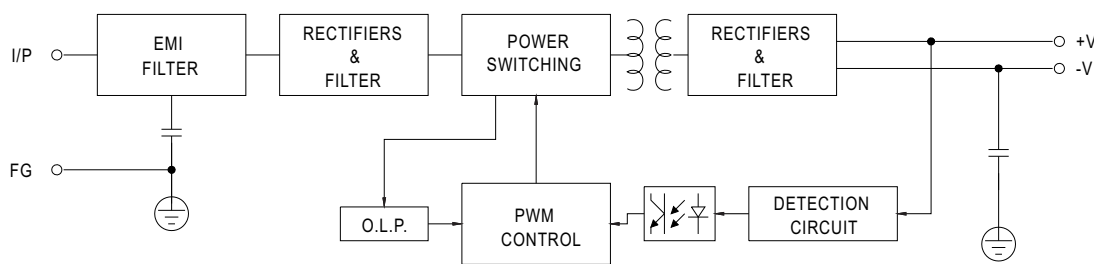 I/P
EMI
FILTER
RECTIFIERS
&
FILTER
POWER
SWITCHING
RECTIFIERS
&
FILTER
+V
-V
FG
O.L.P.
PWM
CONTROL
DETECTION
CIRCUIT